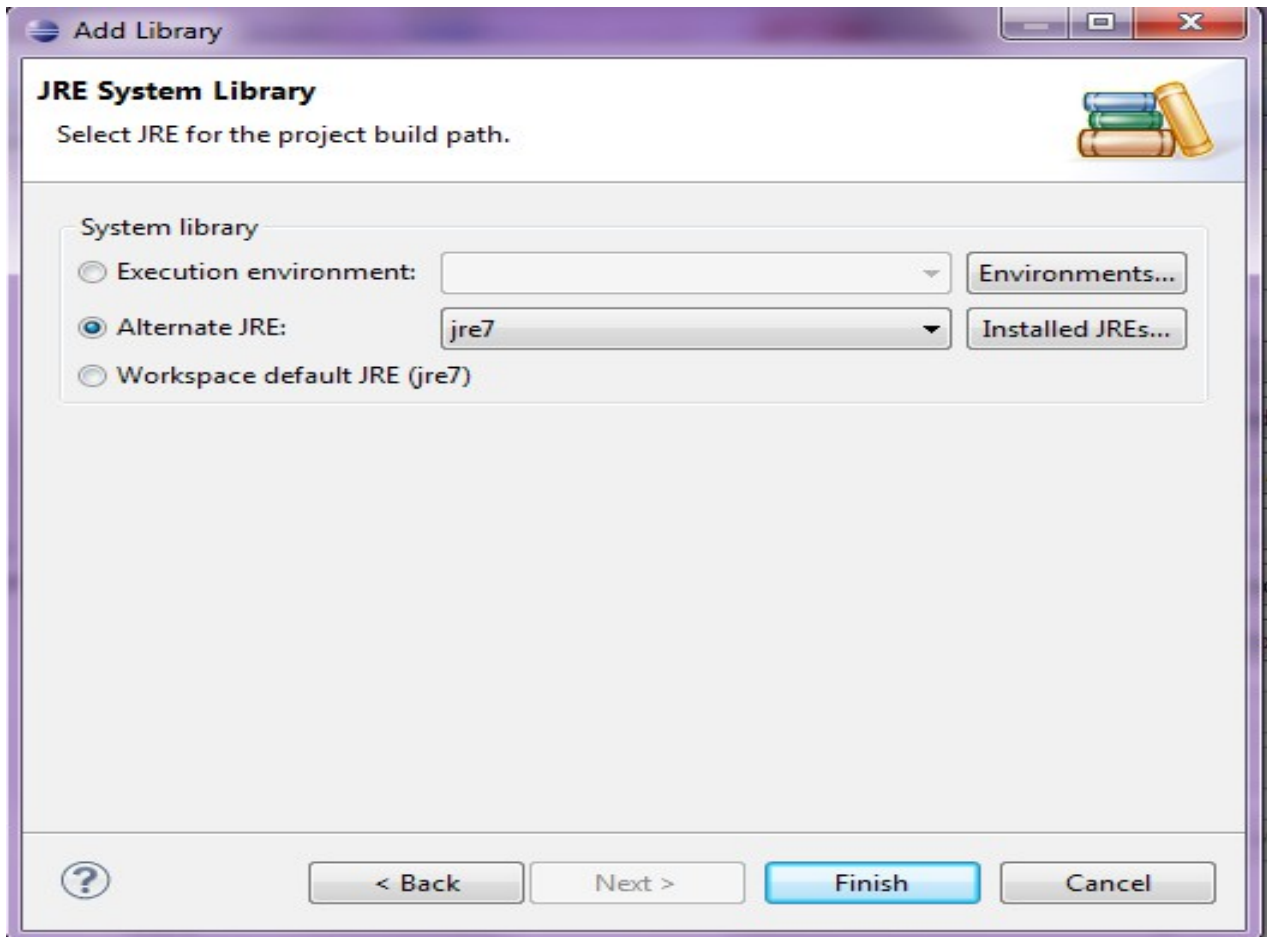 Add Library
JRE System Library
Select JRE for the project build path.
System library
Execution environment:
Environments...
Alternate JRE:
jre7
Installed JREs...
Workspace default JRE (jre7)
?
< Back
Next >
Finish
Cancel